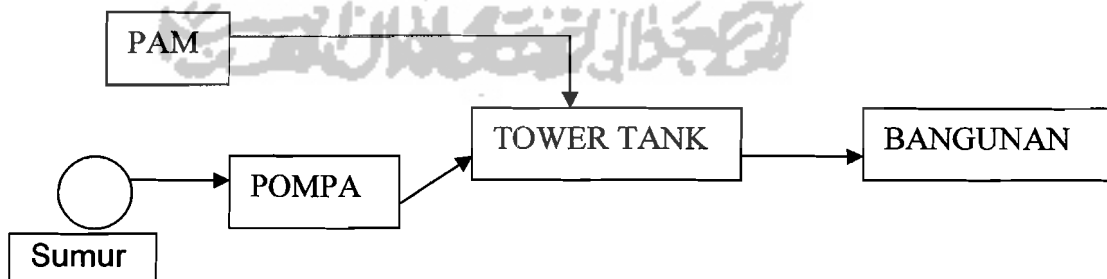 PAM
TOWER TANK
BANGUNAN
POMPA
Sumur